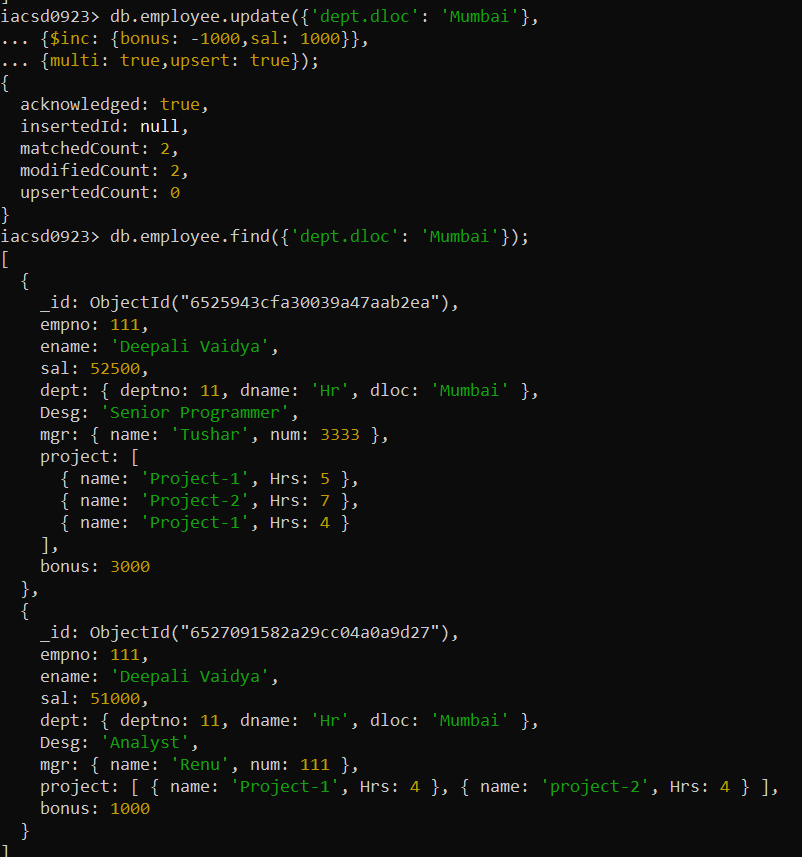 iacsd0923> db.employee.update({'dept.dloc': 'Mumbai'},
... {$inc: {bonus: -1000,sal: 1000}},
... {multi: true,upsert: true});
{
  acknowledged: true,
  insertedId: null,
  matchedCount: 2,
  modifiedCount: 2,
  upsertedCount: 0
}
iacsd0923> db.employee.find({'dept.dloc': 'Mumbai'});
[
  {
    _id: ObjectId("6525943cfa30039a47aab2ea"),
    empno: 111,
    ename: 'Deepali Vaidya',
    sal: 52500,
    dept: { deptno: 11, dname: 'Hr', dloc: 'Mumbai' },
    Desg: 'Senior Programmer',
    mgr: { name: 'Tushar', num: 3333 },
    project: [
      { name: 'Project-1', Hrs: 5 },
      { name: 'Project-2', Hrs: 7 },
      { name: 'Project-1', Hrs: 4 }
    ],
    bonus: 3000
  },
  {
    _id: ObjectId("6527091582a29cc04a0a9d27"),
    empno: 111,
    ename: 'Deepali Vaidya',
    sal: 51000,
    dept: { deptno: 11, dname: 'Hr', dloc: 'Mumbai' },
    Desg: 'Analyst',
    mgr: { name: 'Renu', num: 111 },
    project: [ { name: 'Project-1', Hrs: 4 }, { name: 'project-2', Hrs: 4 } ],
    bonus: 1000
  }
]